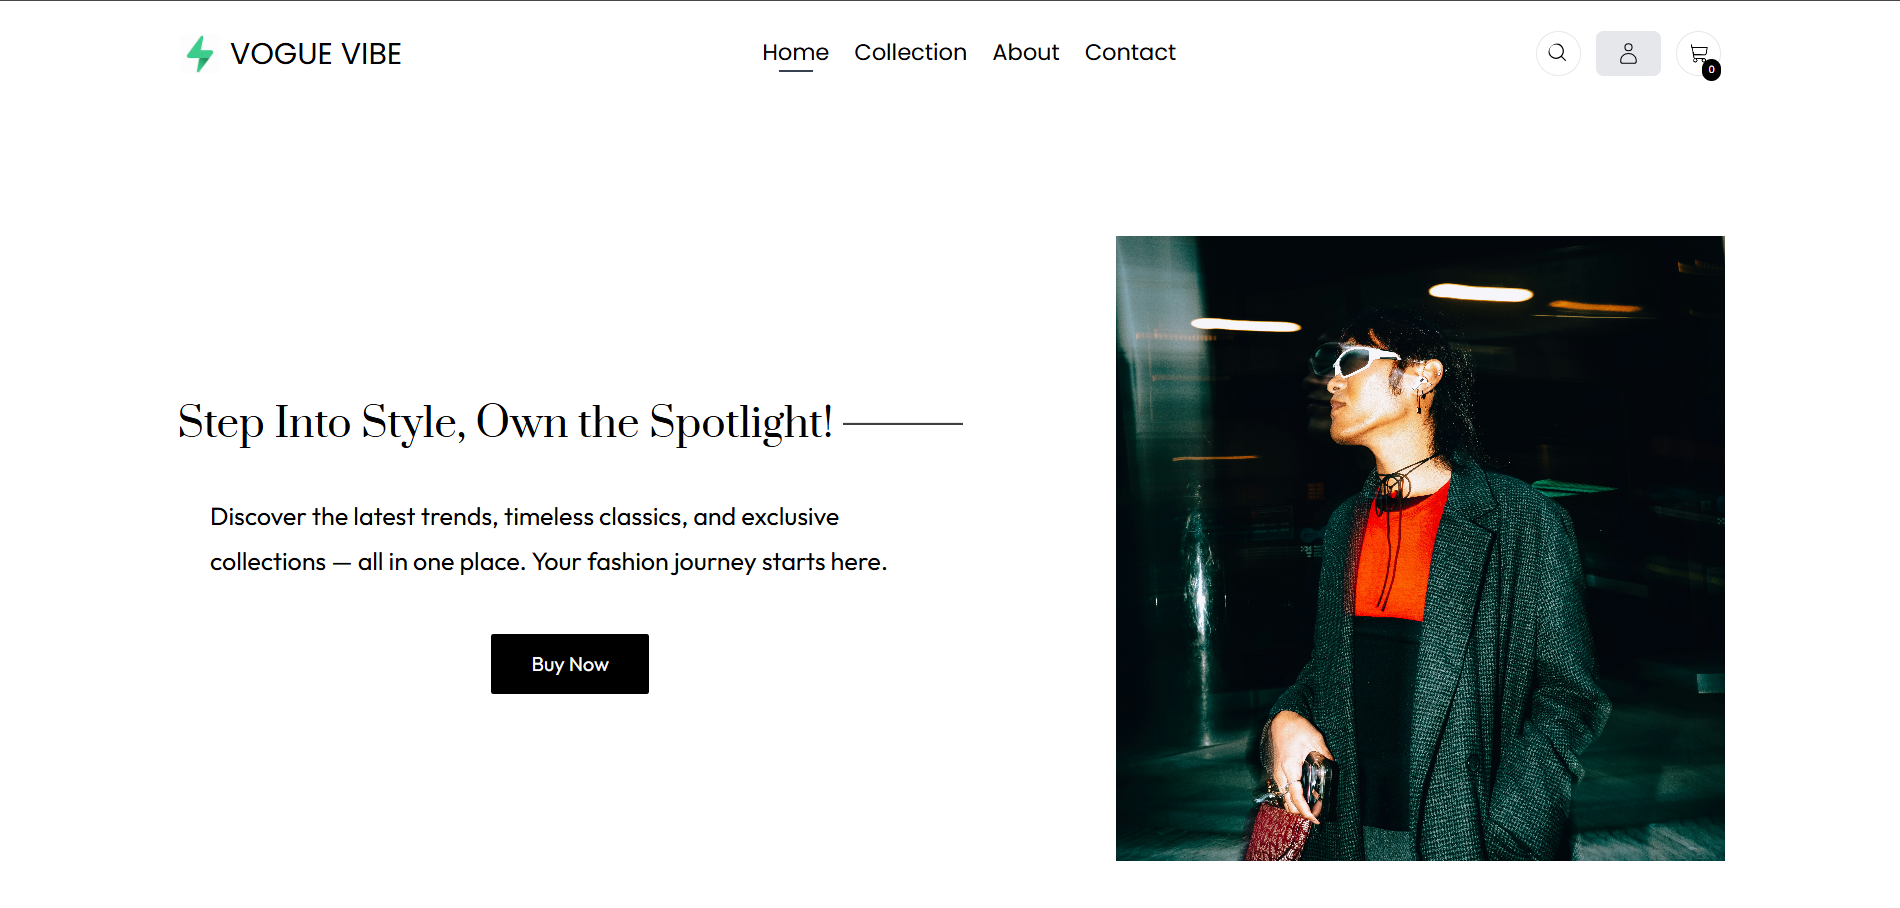 VOGUE VIBE
Home Collection About Contact
0
Step Into Style, Own the Spotlight!
Discover the latest trends, timeless classics, and exclusive
collections — all in one place. Your fashion journey starts here.
Buy Now